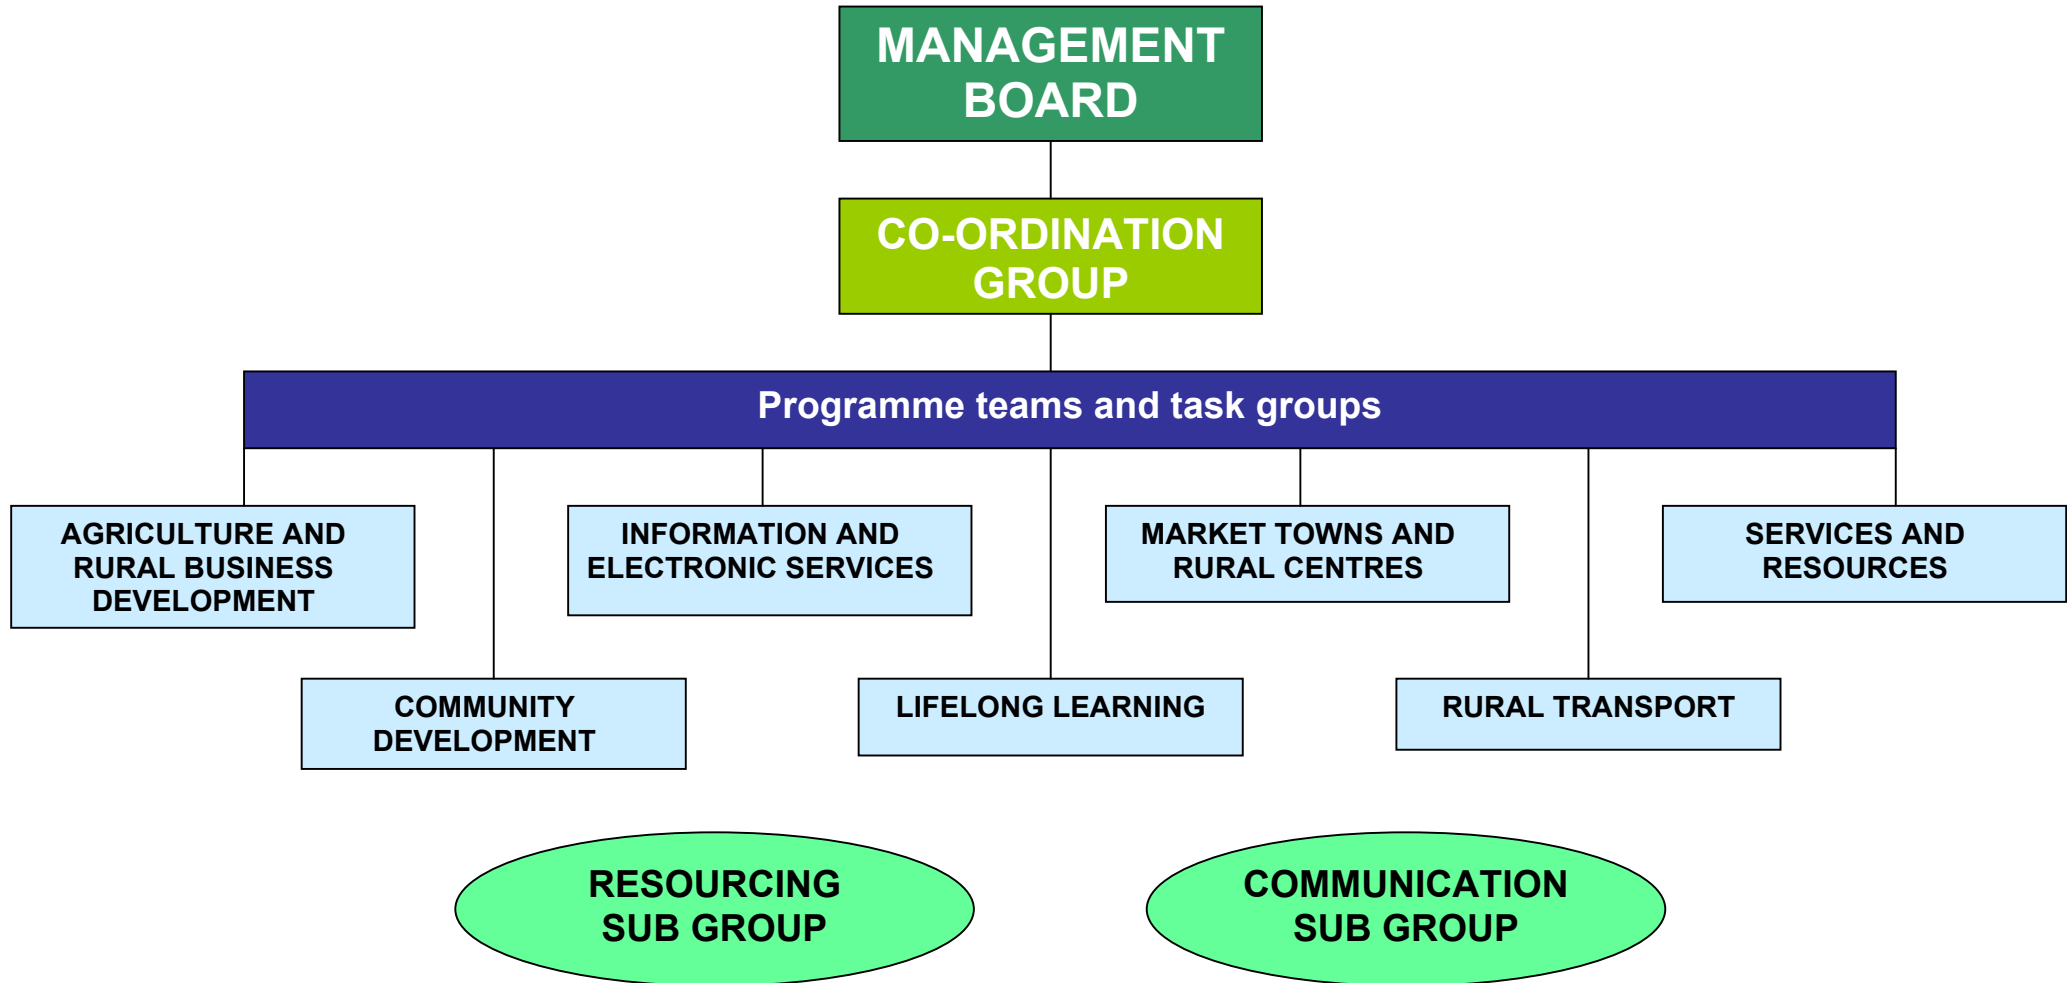 MANAGEMENT
BOARD
CO-ORDINATION
GROUP
Programme teams and task groups
AGRICULTURE AND
RURAL BUSINESS
DEVELOPMENT
INFORMATION AND
ELECTRONIC SERVICES
MARKET TOWNS AND
RURAL CENTRES
SERVICES AND
RESOURCES
COMMUNITY
DEVELOPMENT
LIFELONG LEARNING
RURAL TRANSPORT
RESOURCING
SUB GROUP
COMMUNICATION
SUB GROUP